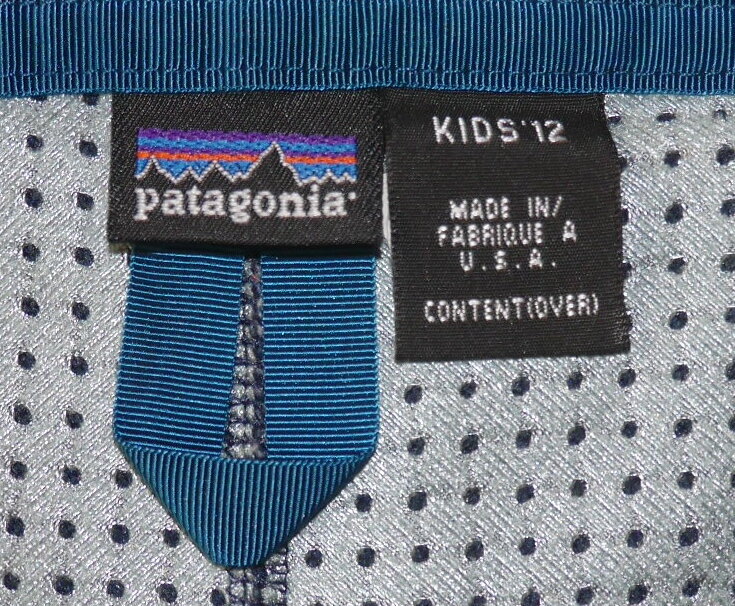 patagonia®
KIDS' 12
MADE IN/
FABRIQUE A
U.S.A.
CONTENT(OVER)